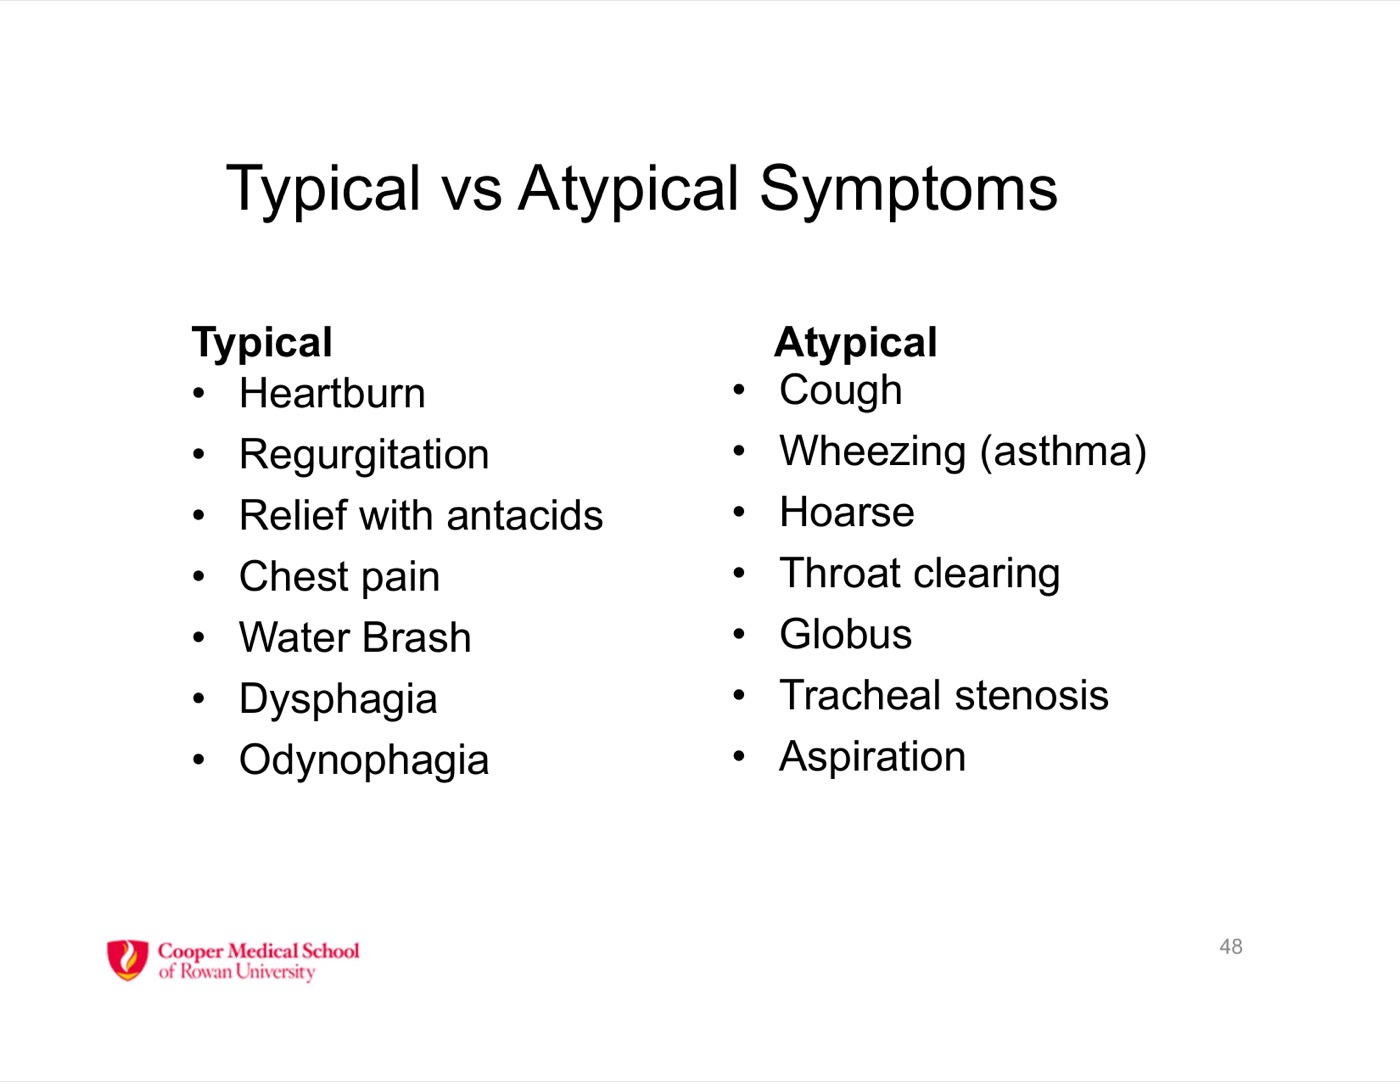 Typical vs Atypical Symptoms
Typical
• Heartburn
• Regurgitation
• Relief with antacids
• Chest pain
• Water Brash
• Dysphagia
• Odynophagia
Atypical
• Cough
• Wheezing (asthma)
• Hoarse
• Throat clearing
• Globus
• Tracheal stenosis
• Aspiration
Cooper Medical School
of Rowan University
48